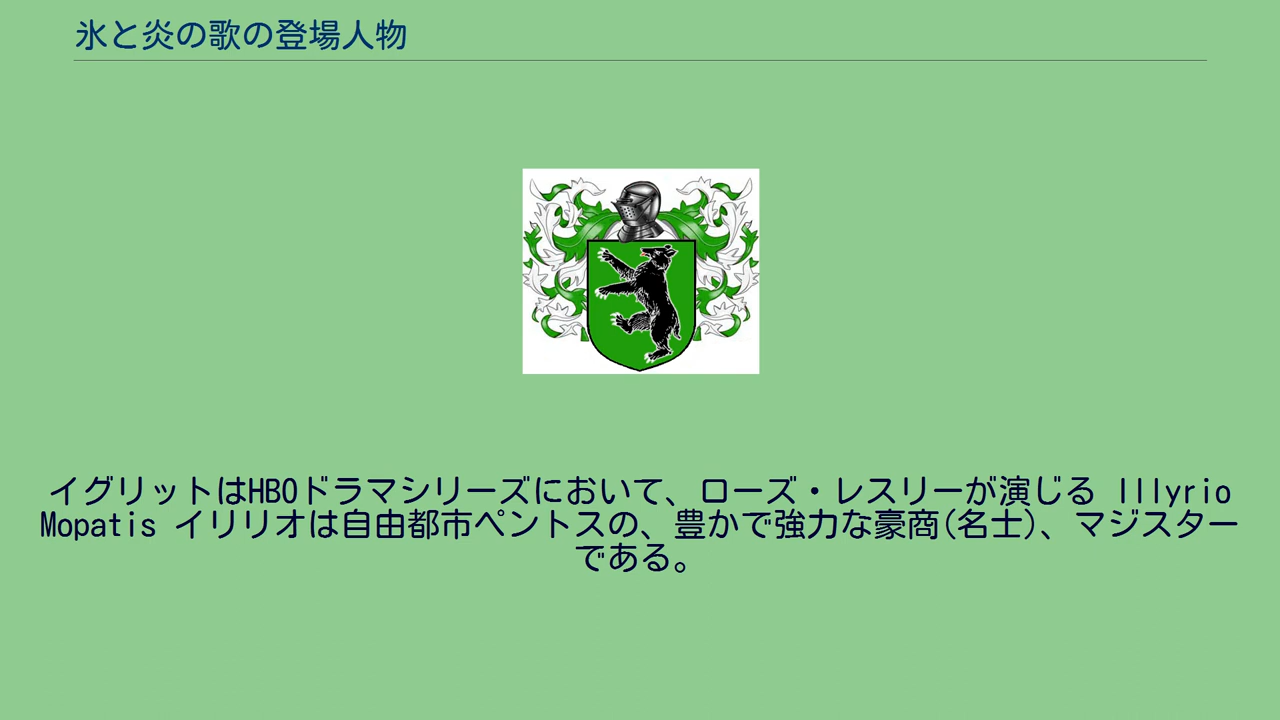 氷と炎の歌の登場人物
イグリットはHBOドラマシリーズにおいて、ローズ・レスリーが演じる Illyrio
Mopatis イリリオは自由都市ペントスの、豊かで強力な豪商(名士)、マジスター
である。